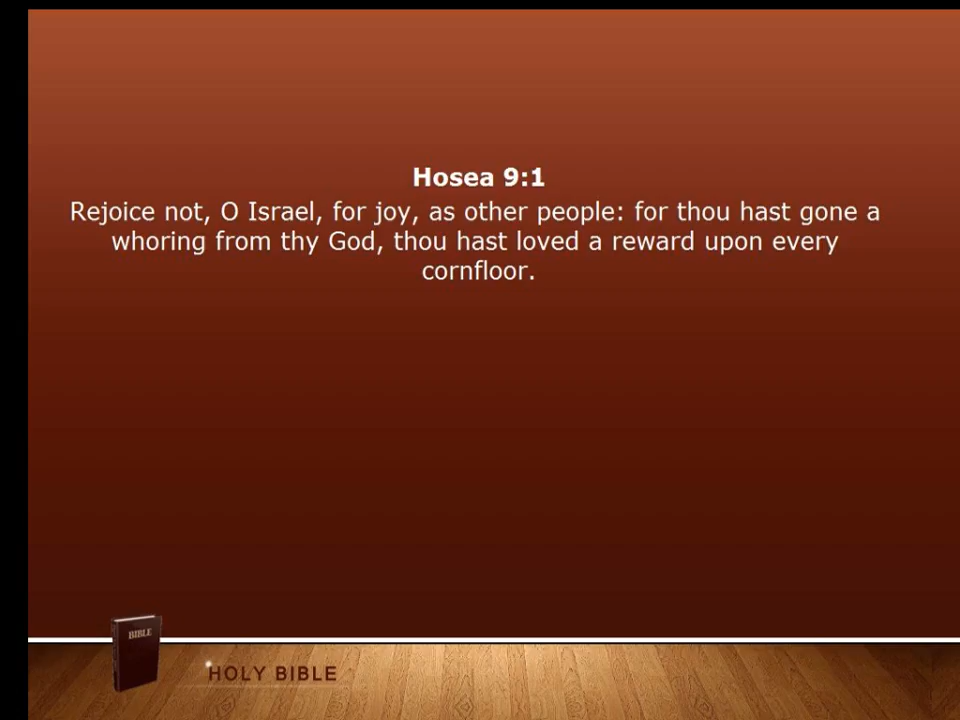 Hosea 9:1
Rejoice not, O Israel, for joy, as other people: for thou hast gone a
whoring from thy God, thou hast loved a reward upon every
cornfloor.
BIBLE
HOLY BIBLE